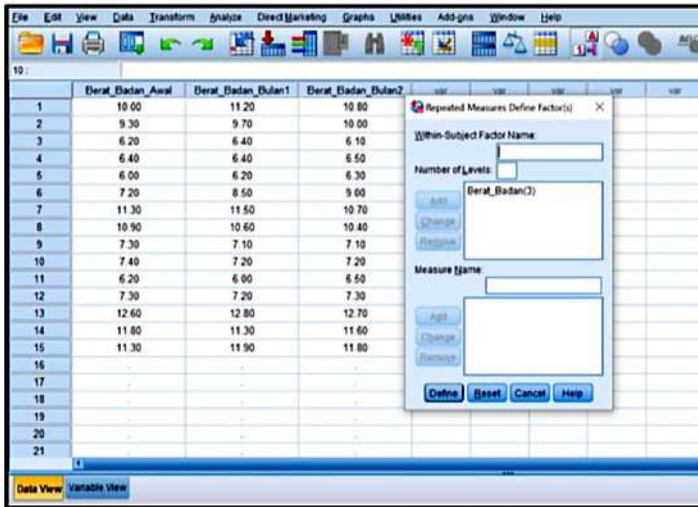 File Edit View Data Transform Analyze Direct Marketing Graphs Utilities Add-ons Window Help
10 :
Berat_Badan_Awal Berat_Badan_Bulan1 Berat_Badan_Bulan2 var var var var var
1 10.00 11.20 10.80
2 9.30 9.70 10.00
3 6.20 6.40 6.10
4 6.40 6.40 6.50
5 6.00 6.20 6.30
6 7.20 8.50 9.00
7 11.30 11.50 10.70
8 10.90 10.60 10.40
9 7.30 7.10 7.10
10 7.40 7.20 7.20
11 6.20 6.00 6.50
12 7.30 7.20 7.30
13 12.60 12.80 12.70
14 11.80 11.30 11.60
15 11.30 11.90 11.80
16 . . .
17 . . .
18 . . .
19 . . .
20 . . .
21 . . .
Data View Variable View
Repeated Measures Define Factor(s)
Within-Subject Factor Name:
Number of Levels:
Add
Change
Remove
Berat_Badan(3)
Measure Name:
Add
Change
Remove
Define Reset Cancel Help